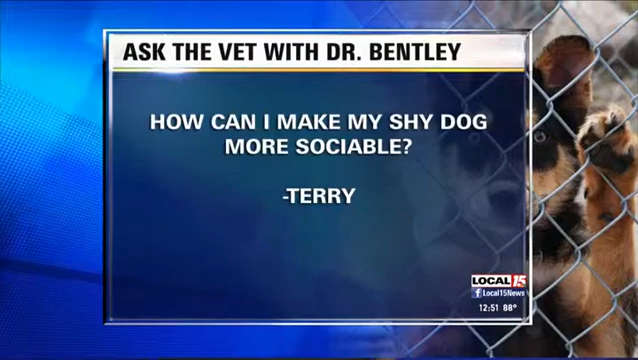 ASK THE VET WITH DR. BENTLEY
HOW CAN I MAKE MY SHY DOG
MORE SOCIABLE?
-TERRY
LOCAL 15
f Local15News
12:51 88°